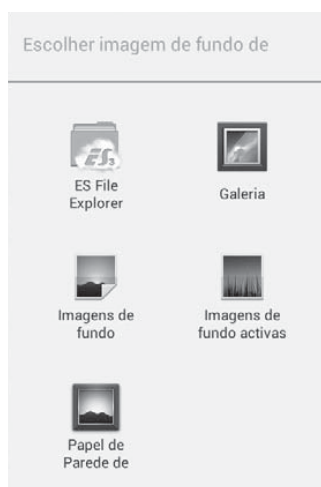 Escolher imagem de fundo de
ES File
Explorer
Galeria
Imagens de
fundo
Imagens de
fundo activas
Papel de
Parede de